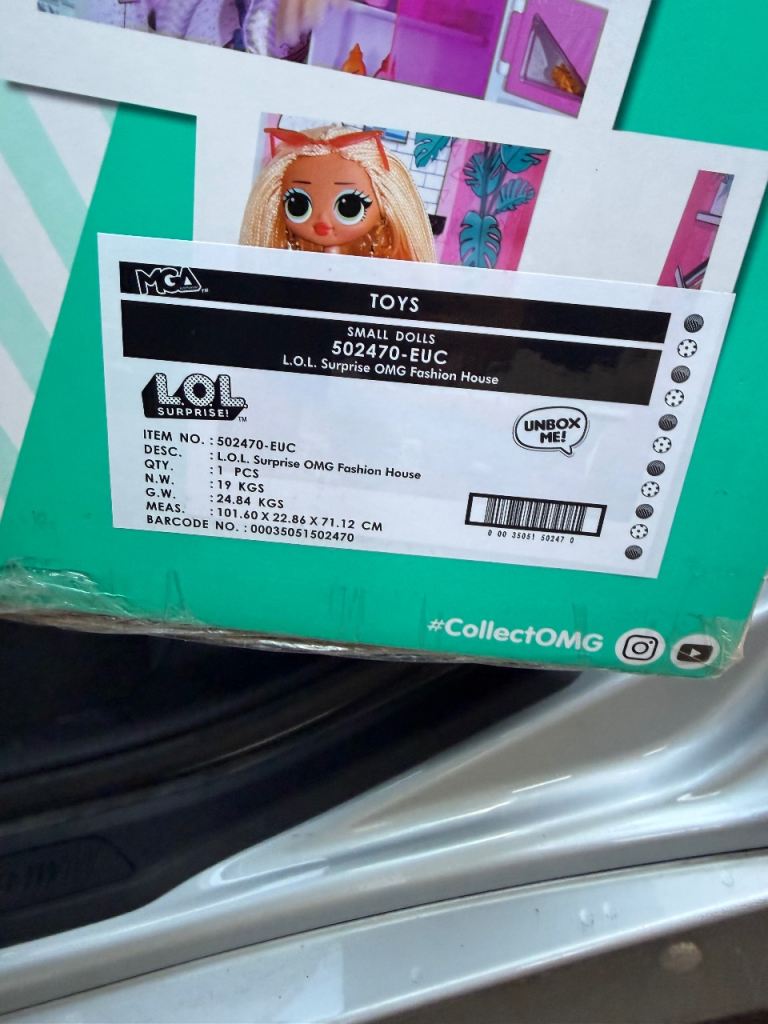 MGA
TOYS
SMALL DOLLS
502470-EUC
L.O.L. Surprise OMG Fashion House
L.O.L.
SURPRISE!
TM
UNBOX
ME!
ITEM NO. : 502470-EUC
DESC. : L.O.L. Surprise OMG Fashion House
QTY. : 1 PCS
N.W. : 19 KGS
G.W. : 24.84 KGS
MEAS. : 101.60 X 22.86 X 71.12 CM
BARCODE NO. : 00035051502470
0 00 35051 50247 0
#CollectOMG